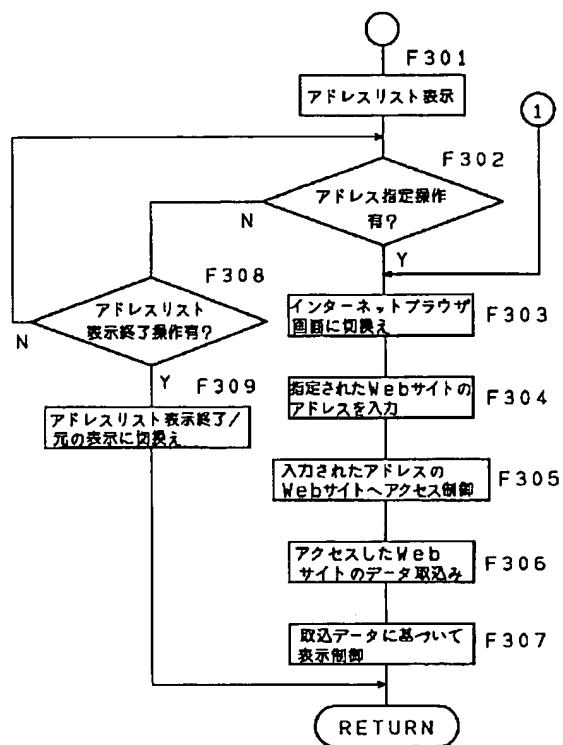 F301
アドレスリスト表示
1
F302
アドレス指定操作
有?
N
Y
F308
アドレスリスト
表示終了操作有?
N
Y
インターネットブラウザ
画面に切換え
F303
F309
アドレスリスト表示終了/
元の表示に切換え
指定されたWebサイトの
アドレスを入力
F304
入力されたアドレスの
Webサイトへアクセス制御
F305
アクセスしたWeb
サイトのデータ取込み
F306
取込データに基づいて
表示制御
F307
RETURN